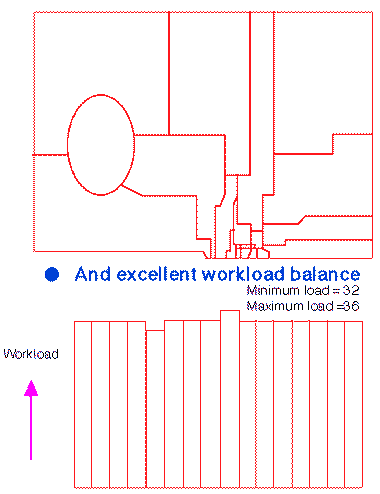 And excellent workload balance
Minimum load = 32
Maximum load =36
Workload